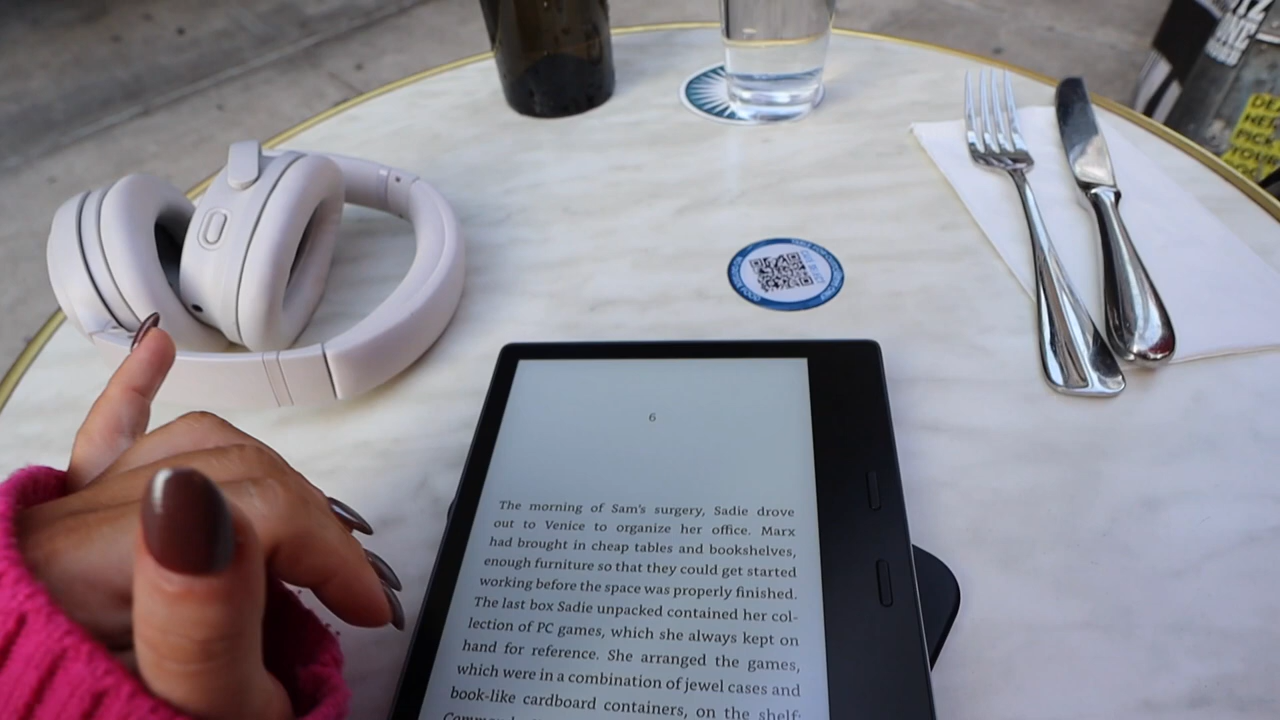 DE
NE
PICK
YOUR
6
The morning of Sam's surgery, Sadie drove
out to Venice to organize her office. Marx
had brought in cheap tables and bookshelves,
enough furniture so that they could get started
working before the space was properly finished.
The last box Sadie unpacked contained her col-
lection of PC games, which she always kept on
hand for reference. She arranged the games,
which were in a combination of jewel cases and
book-like cardboard containers, on the shelf: